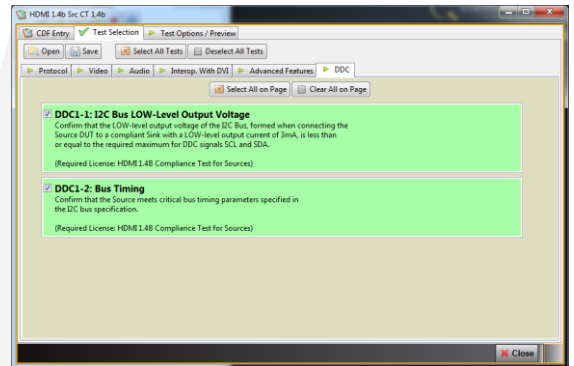 HDMI 1.4b Src CT 1.4b
CDF Entry Test Selection Test Options / Preview
Open Save Select All Tests Deselect All Tests
Protocol Video Audio Interop. With DVI Advanced Features DDC
Select All on Page Clear All on Page
DDC1-1: I2C Bus LOW-Level Output Voltage
Confirm that the LOW-level output voltage of the I2C Bus, formed when connecting the
Source DUT to a compliant Sink with a LOW-level output current of 3mA, is less than
or equal to the required maximum for DDC signals SCL and SDA.
(Required License: HDMI 1.4B Compliance Test for Sources)
DDC1-2: Bus Timing
Confirm that the Source meets critical bus timing parameters specified in
the I2C bus specification.
(Required License: HDMI 1.4B Compliance Test for Sources)
Close